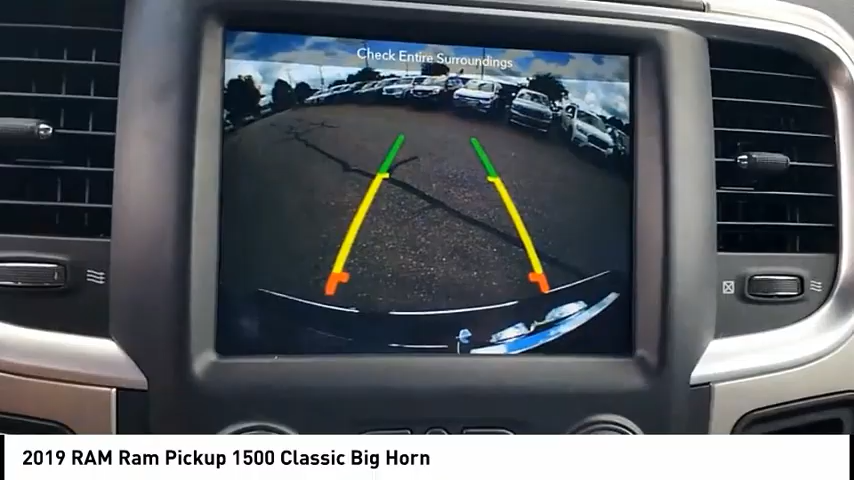 Check Entire Surroundings
2019 RAM Ram Pickup 1500 Classic Big Horn